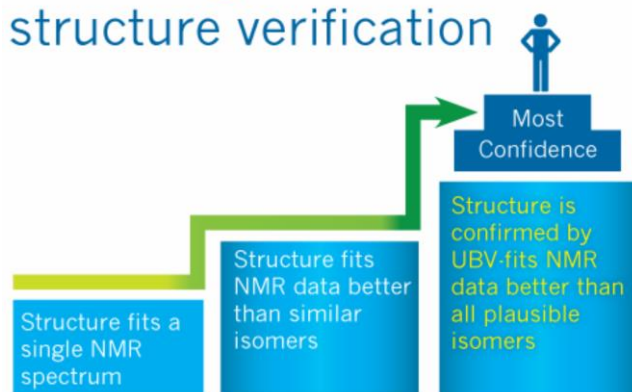 structure verification
Most
Confidence
Structure is
confirmed by
UBV-fits NMR
data better than
all plausible
isomers
Structure fits
NMR data better
than similar
isomers
Structure fits a
single NMR
spectrum